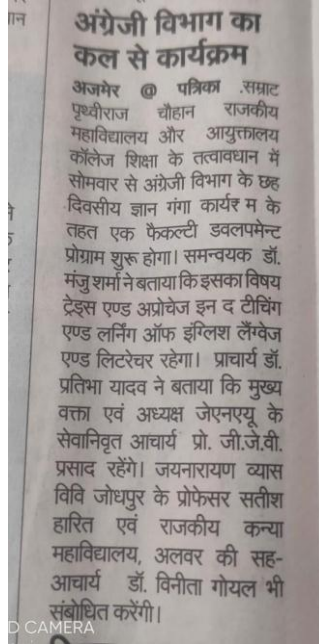 अंग्रेजी विभाग का
कल से कार्यक्रम
अजमेर @ पत्रिका .सम्राट
पृथ्वीराज चौहान राजकीय
महाविद्यालय और आयुक्तालय
कॉलेज शिक्षा के तत्वावधान में
सोमवार से अंग्रेजी विभाग के छह
दिवसीय ज्ञान गंगा कार्यर म के
तहत एक फैकल्टी डवलपमेन्ट
प्रोग्राम शुरू होगा। समन्वयक डॉ.
मंजु शर्मा ने बताया कि इसका विषय
ट्रेड्स एण्ड अप्रोचेज इन द टीचिंग
एण्ड लर्निंग ऑफ इंग्लिश लैंग्वेज
एण्ड लिटरेचर रहेगा। प्राचार्य डॉ.
प्रतिभा यादव ने बताया कि मुख्य
वक्ता एवं अध्यक्ष जेएनएयू के
सेवानिवृत आचार्य प्रो. जी.जे.वी.
प्रसाद रहेंगे। जयनारायण व्यास
विवि जोधपुर के प्रोफेसर सतीश
हारित एवं राजकीय कन्या
महाविद्यालय, अलवर की सह-
आचार्य डॉ. विनीता गोयल भी
संबोधित करेंगी।
D CAMERA